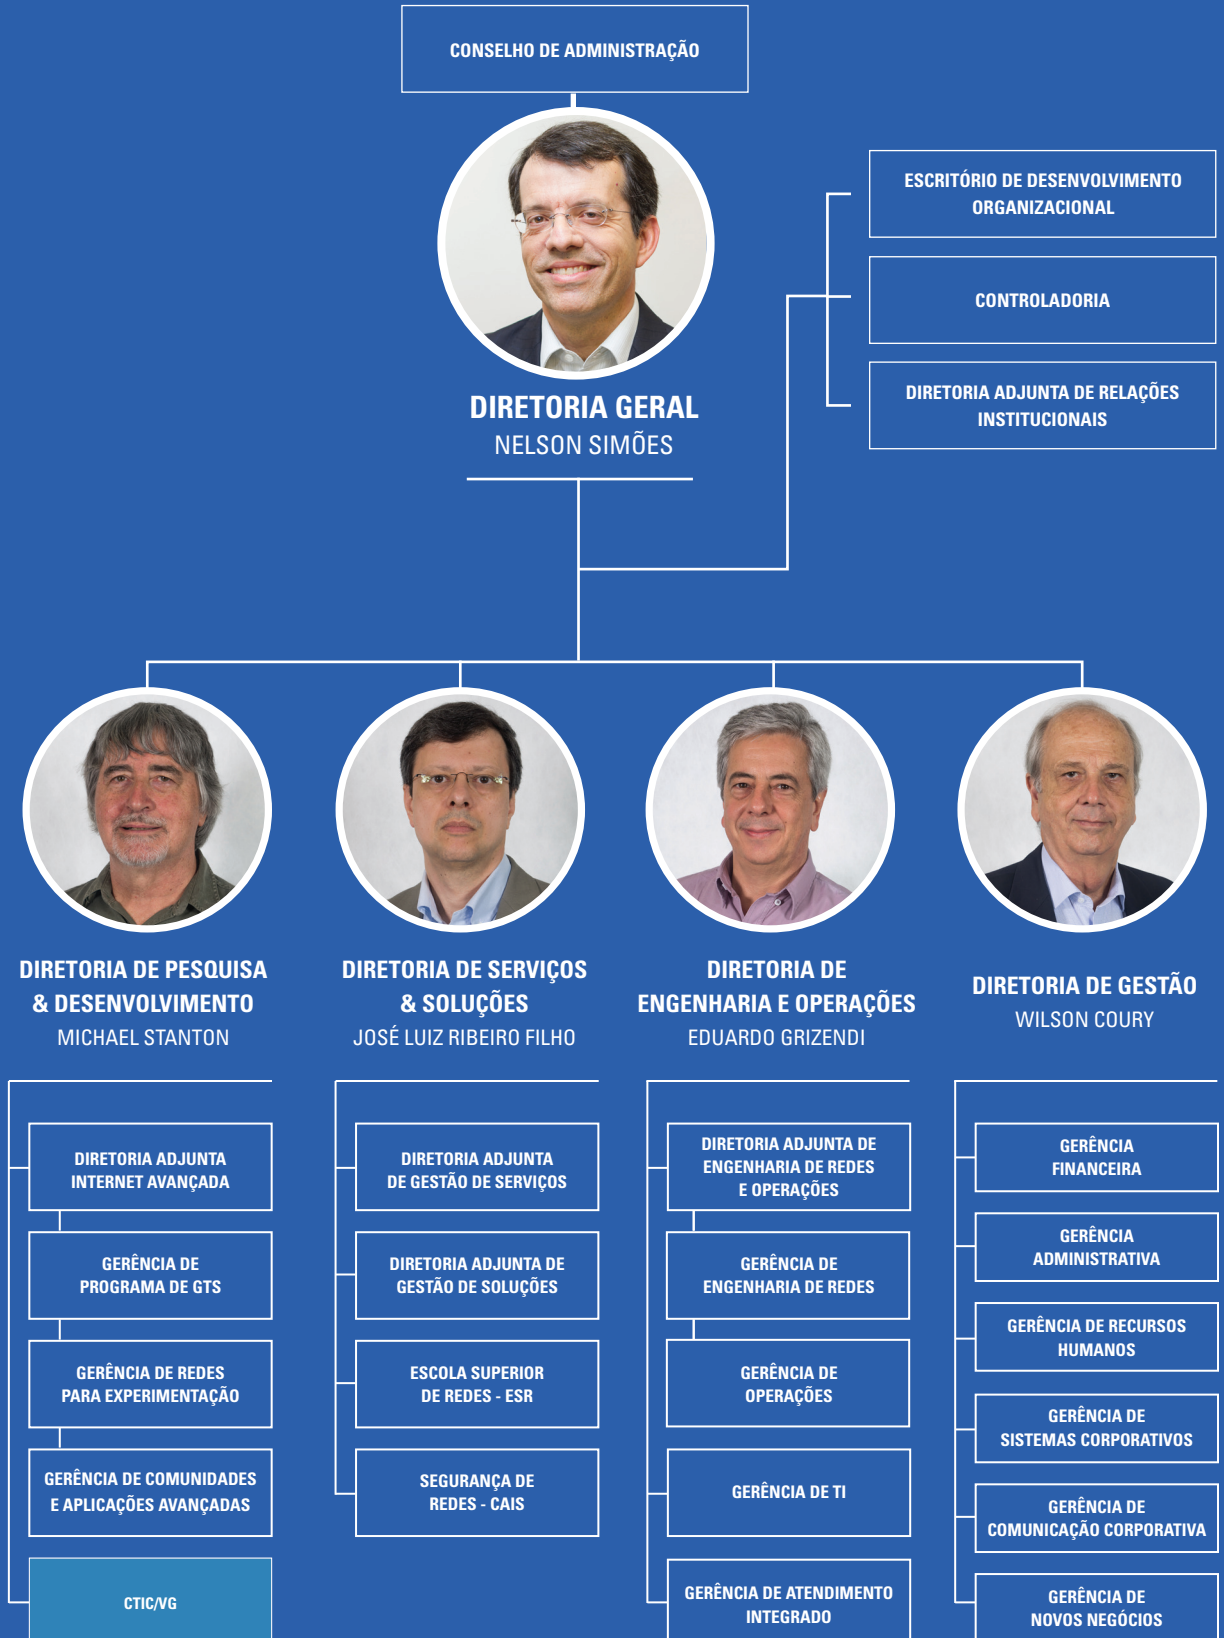 CONSELHO DE ADMINISTRAÇÃO
ESCRITÓRIO DE DESENVOLVIMENTO
ORGANIZACIONAL
CONTROLADORIA
DIRETORIA ADJUNTA DE RELAÇÕES
INSTITUCIONAIS
DIRETORIA GERAL
NELSON SIMÕES
DIRETORIA DE PESQUISA
& DESENVOLVIMENTO
MICHAEL STANTON
DIRETORIA DE SERVIÇOS
& SOLUÇÕES
JOSÉ LUIZ RIBEIRO FILHO
DIRETORIA DE
ENGENHARIA E OPERAÇÕES
EDUARDO GRIZENDI
DIRETORIA DE GESTÃO
WILSON COURY
DIRETORIA ADJUNTA
INTERNET AVANÇADA
GERÊNCIA DE
PROGRAMA DE GTS
GERÊNCIA DE REDES
PARA EXPERIMENTAÇÃO
GERÊNCIA DE COMUNIDADES
E APLICAÇÕES AVANÇADAS
CTIC/VG
DIRETORIA ADJUNTA
DE GESTÃO DE SERVIÇOS
DIRETORIA ADJUNTA DE
GESTÃO DE SOLUÇÕES
ESCOLA SUPERIOR
DE REDES - ESR
SEGURANÇA DE
REDES - CAIS
DIRETORIA ADJUNTA DE
ENGENHARIA DE REDES
E OPERAÇÕES
GERÊNCIA DE
ENGENHARIA DE REDES
GERÊNCIA DE
OPERAÇÕES
GERÊNCIA DE TI
GERÊNCIA DE ATENDIMENTO
INTEGRADO
GERÊNCIA
FINANCEIRA
GERÊNCIA
ADMINISTRATIVA
GERÊNCIA DE RECURSOS
HUMANOS
GERÊNCIA DE
SISTEMAS CORPORATIVOS
GERÊNCIA DE
COMUNICAÇÃO CORPORATIVA
GERÊNCIA DE
NOVOS NEGÓCIOS